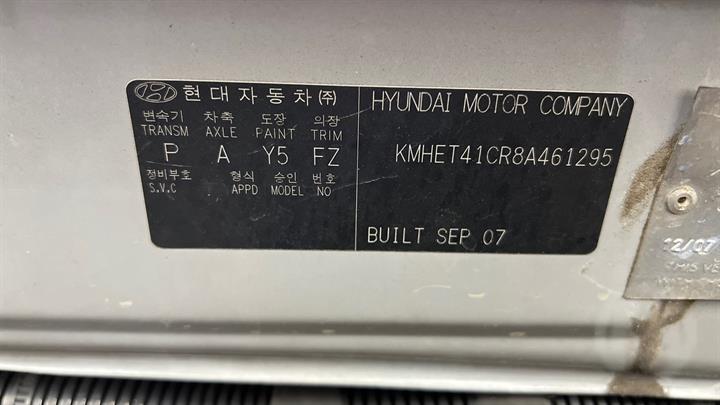 현대자동차㈜
변속기 차축 도장 의장
TRANSM AXLE PAINT TRIM
P A Y5 FZ
정비부호 형식 승인 번호
S.V.C APPD MODEL NO
HYUNDAI MOTOR COMPANY
KMHET41CR8A461295
BUILT SEP 07
12/07
THIS VE